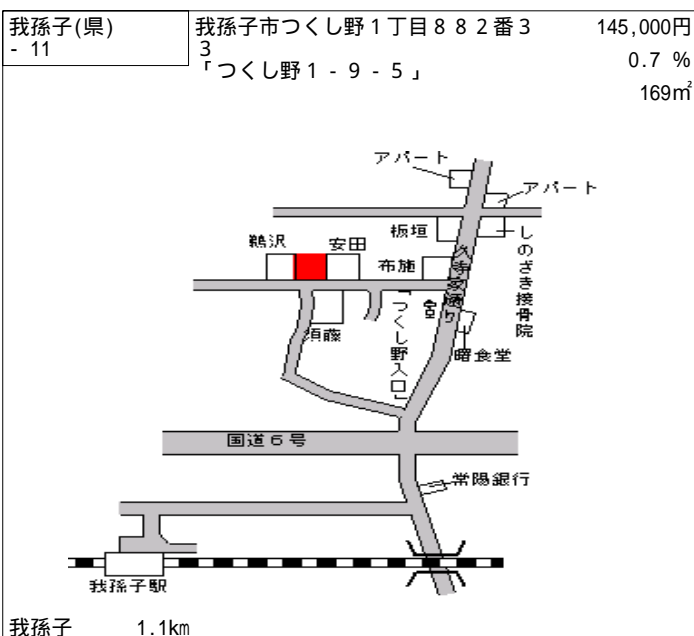 我孫子(県)
- 11
我孫子市つくし野1丁目882番3
3
「つくし野1-9-5」
145,000円
0.7 %
169㎡
アパート
アパート
板垣
しのざき接骨院
鵜沢
安田
布施
須藤
「つくし野入口」
曙食堂
国道6号
常陽銀行
我孫子駅
我孫子 1.1km